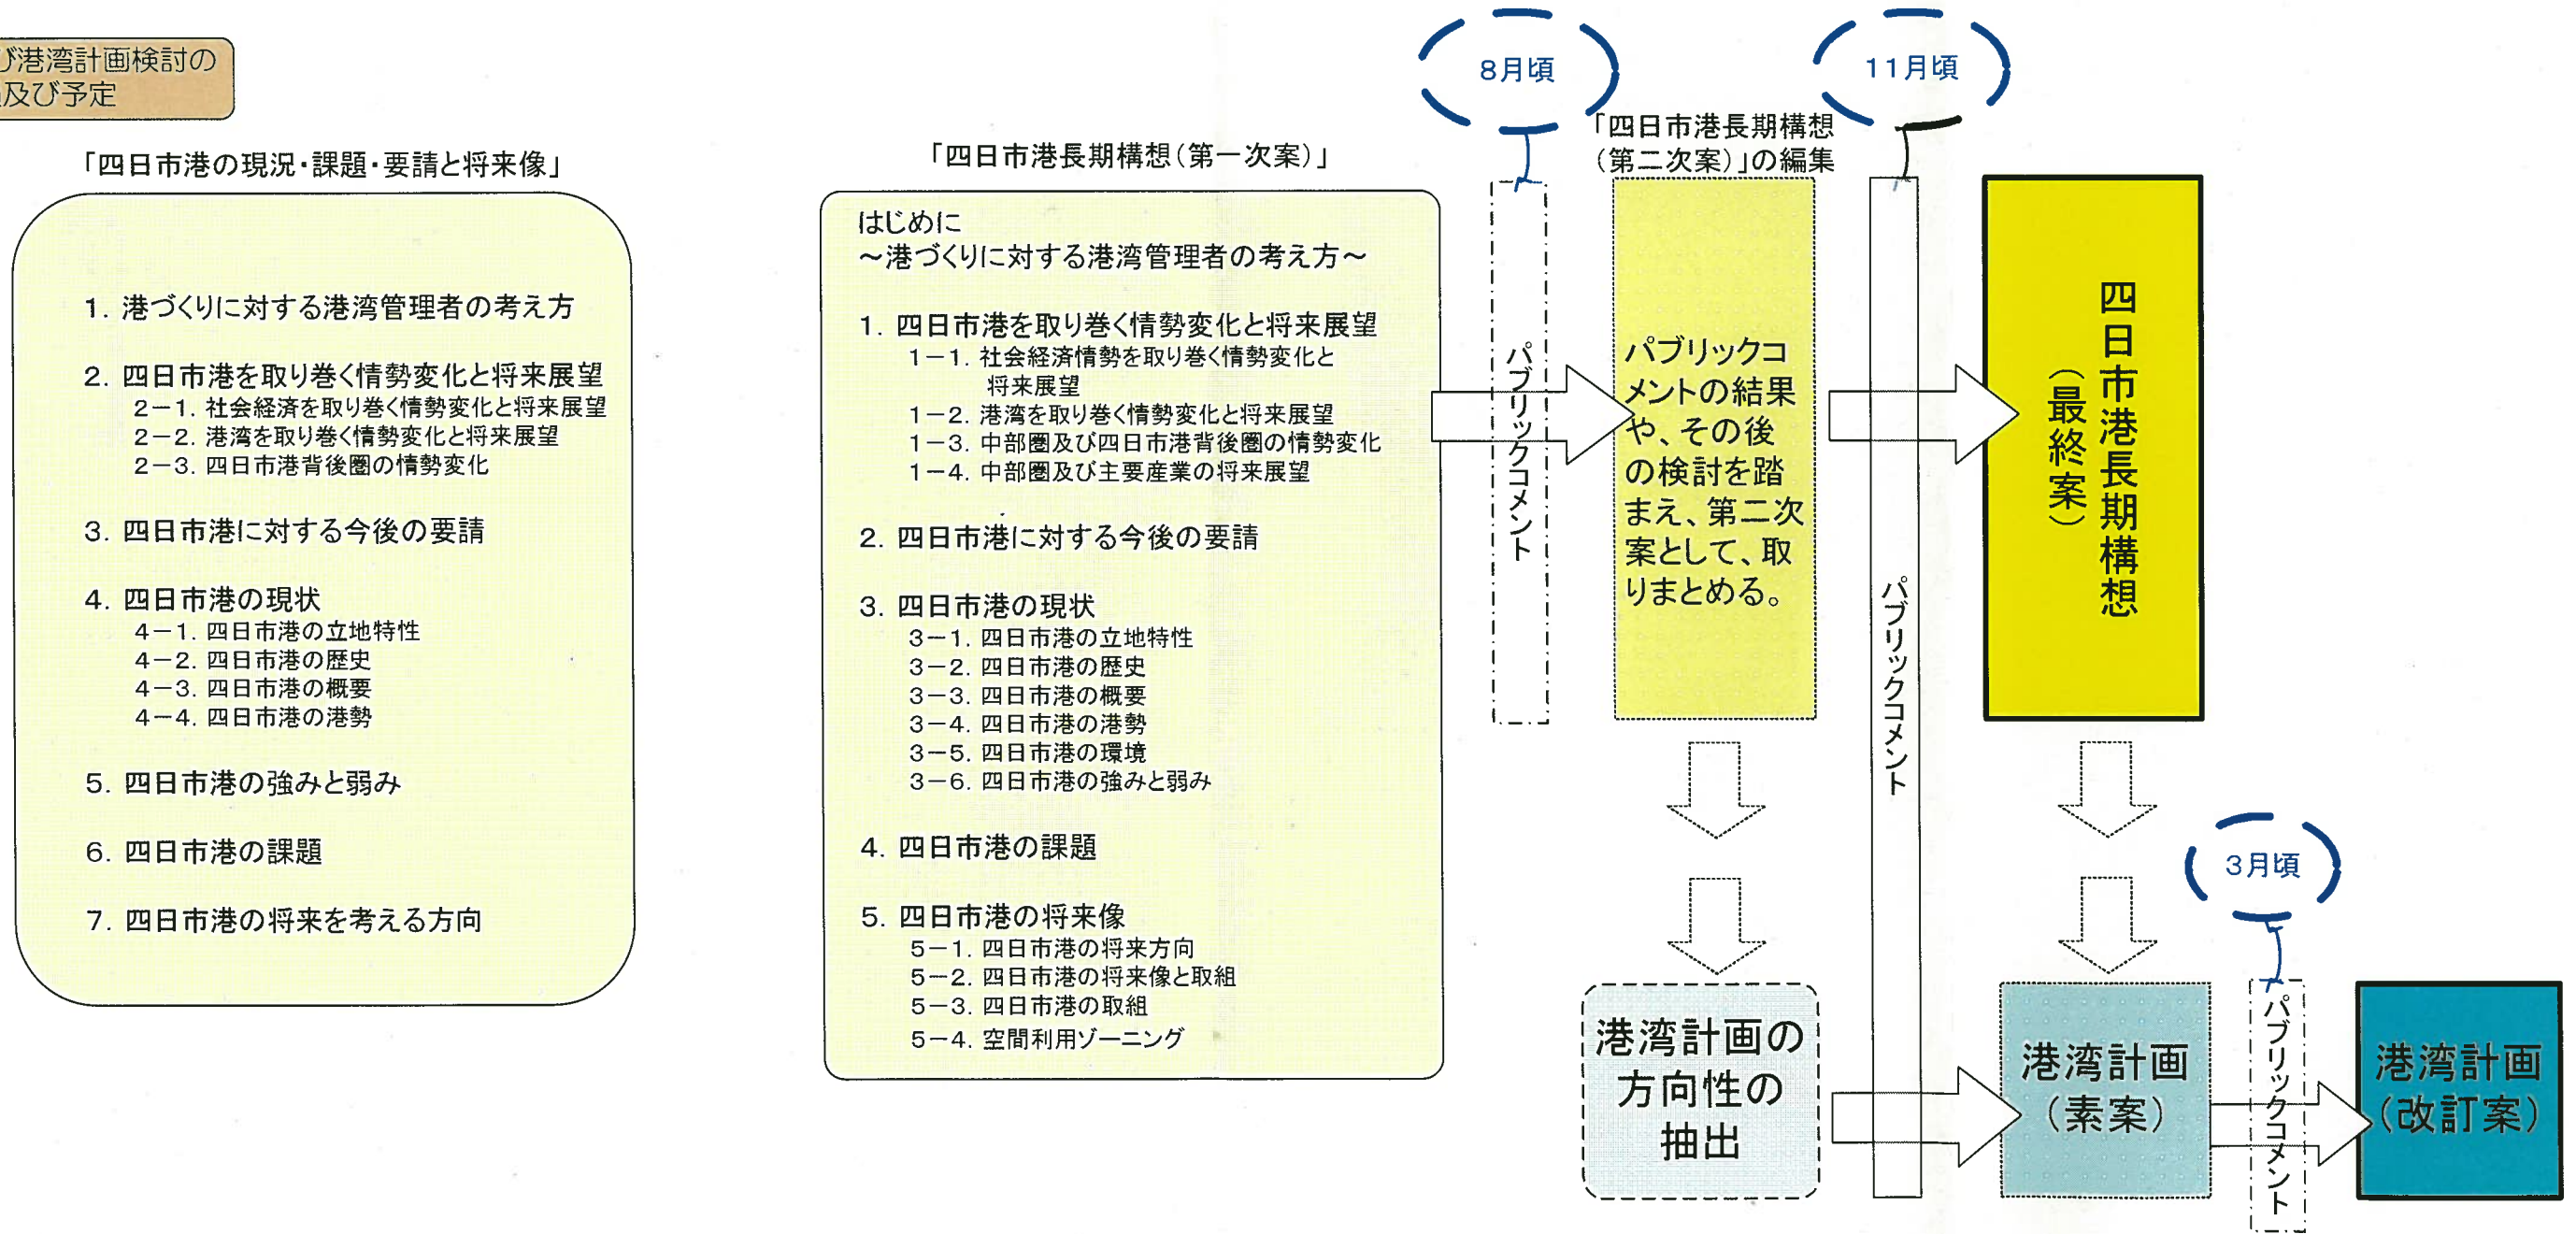 び港湾計画検討の
及び予定
「四日市港の現況・課題・要請と将来像」
1. 港づくりに対する港湾管理者の考え方
2. 四日市港を取り巻く情勢変化と将来展望
2－1. 社会経済を取り巻く情勢変化と将来展望
2－2. 港湾を取り巻く情勢変化と将来展望
2－3. 四日市港背後圏の情勢変化
3. 四日市港に対する今後の要請
4. 四日市港の現状
4－1. 四日市港の立地特性
4－2. 四日市港の歴史
4－3. 四日市港の概要
4－4. 四日市港の港勢
5. 四日市港の強みと弱み
6. 四日市港の課題
7. 四日市港の将来を考える方向
「四日市港長期構想（第一次案）」
はじめに
～港づくりに対する港湾管理者の考え方～
1. 四日市港を取り巻く情勢変化と将来展望
1－1. 社会経済情勢を取り巻く情勢変化と
将来展望
1－2. 港湾を取り巻く情勢変化と将来展望
1－3. 中部圏及び四日市港背後圏の情勢変化
1－4. 中部圏及び主要産業の将来展望
2. 四日市港に対する今後の要請
3. 四日市港の現状
3－1. 四日市港の立地特性
3－2. 四日市港の歴史
3－3. 四日市港の概要
3－4. 四日市港の港勢
3－5. 四日市港の環境
3－6. 四日市港の強みと弱み
4. 四日市港の課題
5. 四日市港の将来像
5－1. 四日市港の将来方向
5－2. 四日市港の将来像と取組
5－3. 四日市港の取組
5－4. 空間利用ゾーニング
8月頃
パブリックコメント
「四日市港長期構想
（第二次案）」の編集
パブリックコ
メントの結果
や、その後
の検討を踏
まえ、第二次
案として、取
りまとめる。
11月頃
パブリックコメント
四日市港長期構想
（最終案）
港湾計画の
方向性の
抽出
港湾計画
（素案）
3月頃
パブリックコメント
港湾計画
（改訂案）